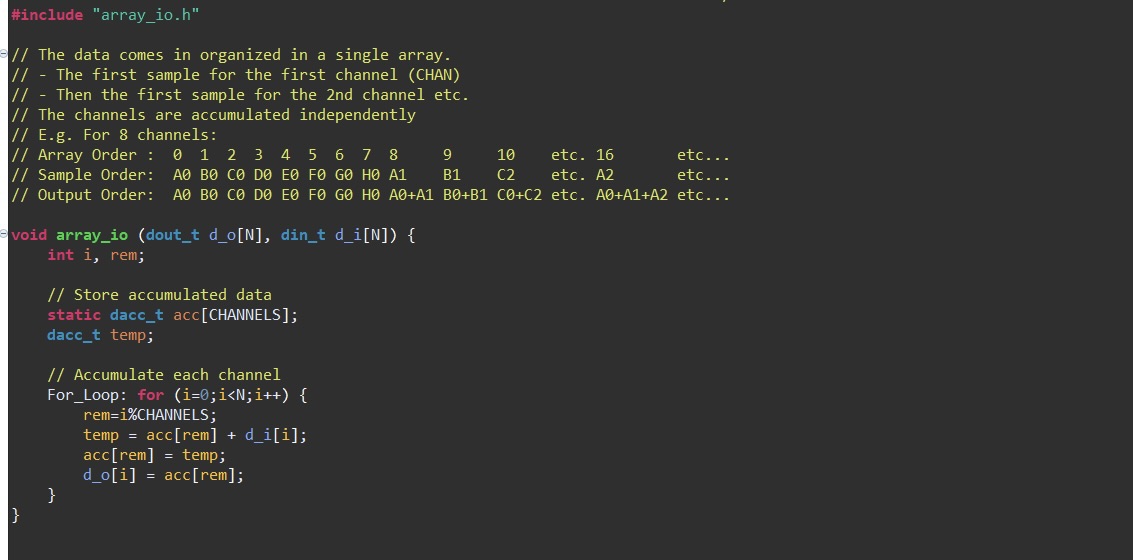 #include "array_io.h"
// The data comes in organized in a single array.
// - The first sample for the first channel (CHAN)
// - Then the first sample for the 2nd channel etc.
// The channels are accumulated independently
// E.g. For 8 channels:
// Array Order :  0  1  2  3  4  5  6  7  8     9     10    etc. 16       etc...
// Sample Order:  A0 B0 C0 D0 E0 F0 G0 H0 A1    B1    C2    etc. A2       etc...
// Output Order:  A0 B0 C0 D0 E0 F0 G0 H0 A0+A1 B0+B1 C0+C2 etc. A0+A1+A2 etc...
void array_io (dout_t d_o[N], din_t d_i[N]) {
    int i, rem;
    // Store accumulated data
    static dacc_t acc[CHANNELS];
    dacc_t temp;
    // Accumulate each channel
    For_Loop: for (i=0;i<N;i++) {
        rem=i%CHANNELS;
        temp = acc[rem] + d_i[i];
        acc[rem] = temp;
        d_o[i] = acc[rem];
    }
}